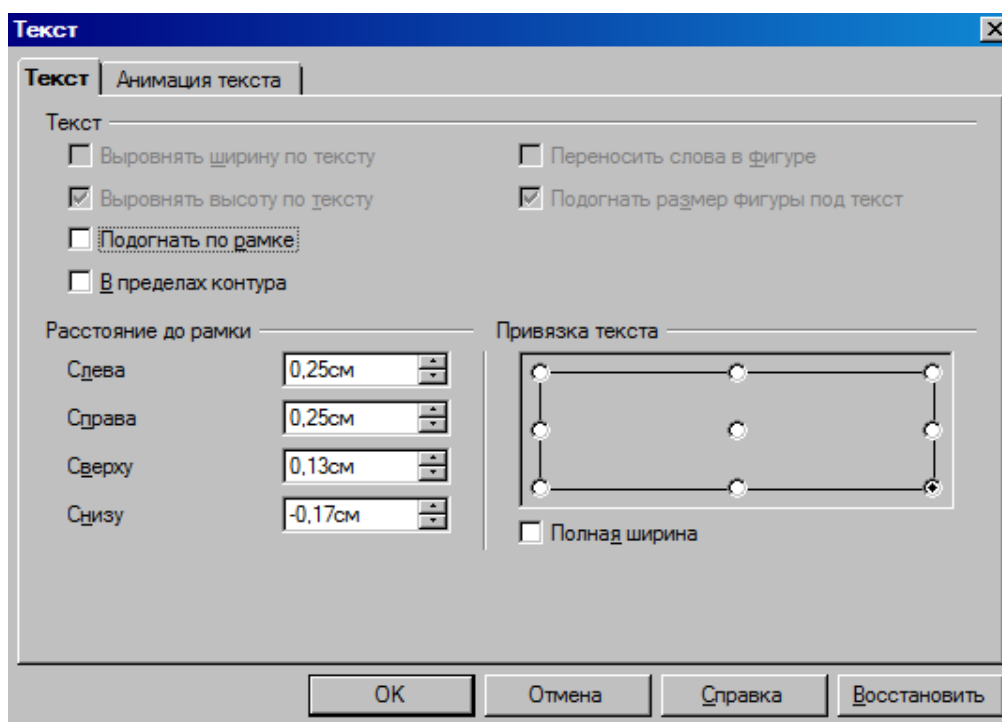 Текст
Текст Анимация текста
Текст
Выровнять ширину по тексту Переносить слова в фигуре
Выровнять высоту по тексту Подогнать размер фигуры под текст
Подогнать по рамке
В пределах контура
Расстояние до рамки Привязка текста
Слева 0,25см
Справа 0,25см
Сверху 0,13см
Снизу -0,17см
Полная ширина
OK Отмена Справка Восстановить